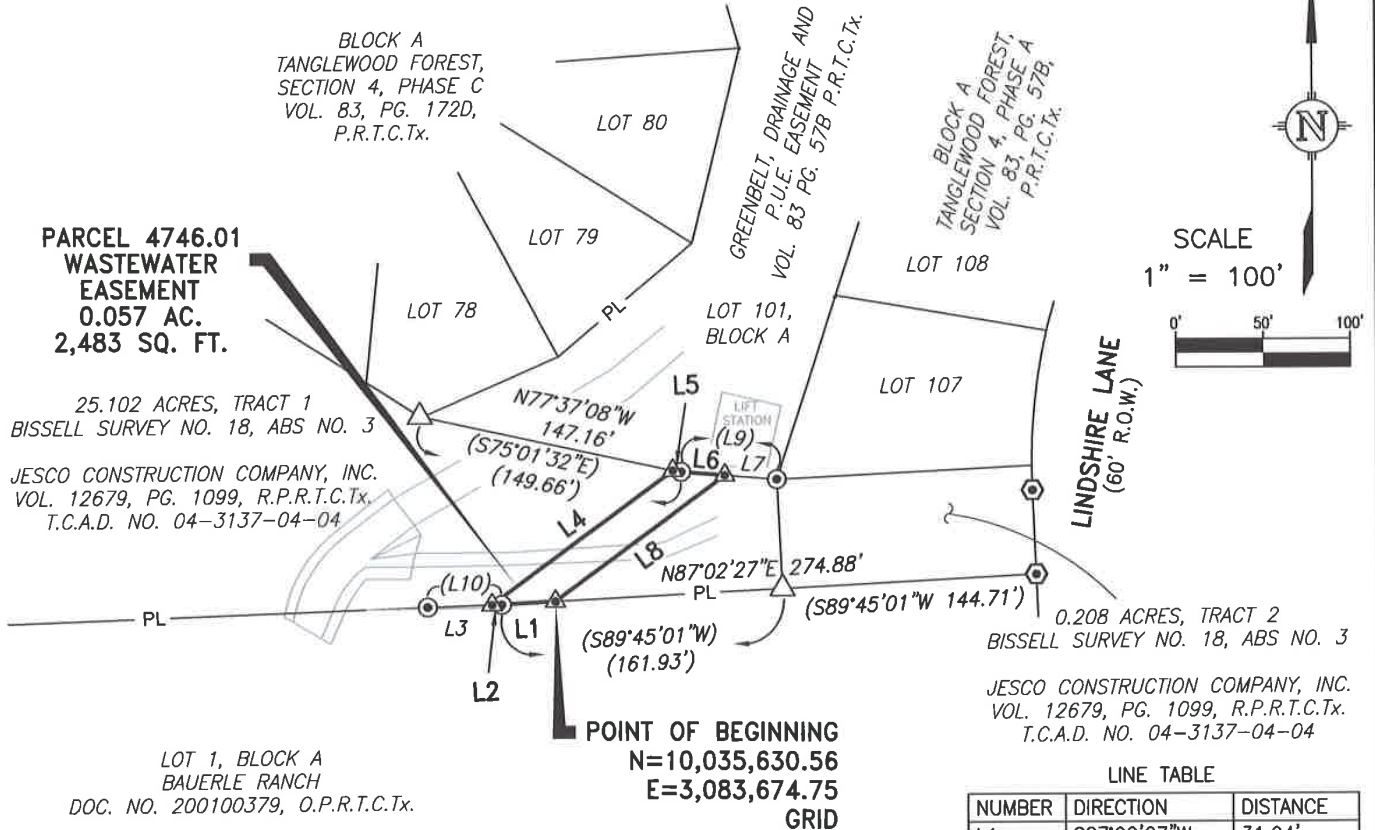 BLOCK A
TANGLEWOOD FOREST,
SECTION 4, PHASE C
VOL. 83, PG. 172D,
P.R.T.C.Tx.
LOT 80
GREENBELT, DRAINAGE AND
P.U.E. EASEMENT
VOL. 83 PG. 57B P.R.T.C.Tx.
BLOCK A
TANGLEWOOD FOREST,
SECTION 4, PHASE A
VOL. 83, PG. 57B,
P.R.T.C.Tx.
N
SCALE
1" = 100'
0' 50' 100'
PARCEL 4746.01
WASTEWATER
EASEMENT
0.057 AC.
2,483 SQ. FT.
LOT 79
LOT 78
PL
LOT 101,
BLOCK A
LOT 108
LOT 107
LINDSHIRE LANE
(60' R.O.W.)
25.102 ACRES, TRACT 1
BISSELL SURVEY NO. 18, ABS NO. 3
JESCO CONSTRUCTION COMPANY, INC.
VOL. 12679, PG. 1099, R.P.R.T.C.Tx.
T.C.A.D. NO. 04-3137-04-04
N77°37'08"W
147.16'
(S75°01'32"E)
(149.66')
L5
LIFT
STATION
(L9)
L6
L7
L4
L8
(L10)
N87°02'27"E 274.88'
PL
PL
L3
L1
L2
(S89°45'01"W)
(161.93')
(S89°45'01"W 144.71')
0.208 ACRES, TRACT 2
BISSELL SURVEY NO. 18, ABS NO. 3
JESCO CONSTRUCTION COMPANY, INC.
VOL. 12679, PG. 1099, R.P.R.T.C.Tx.
T.C.A.D. NO. 04-3137-04-04
POINT OF BEGINNING
N=10,035,630.56
E=3,083,674.75
GRID
LOT 1, BLOCK A
BAUERLE RANCH
DOC. NO. 200100379, O.P.R.T.C.Tx.
LINE TABLE
NUMBER DIRECTION DISTANCE